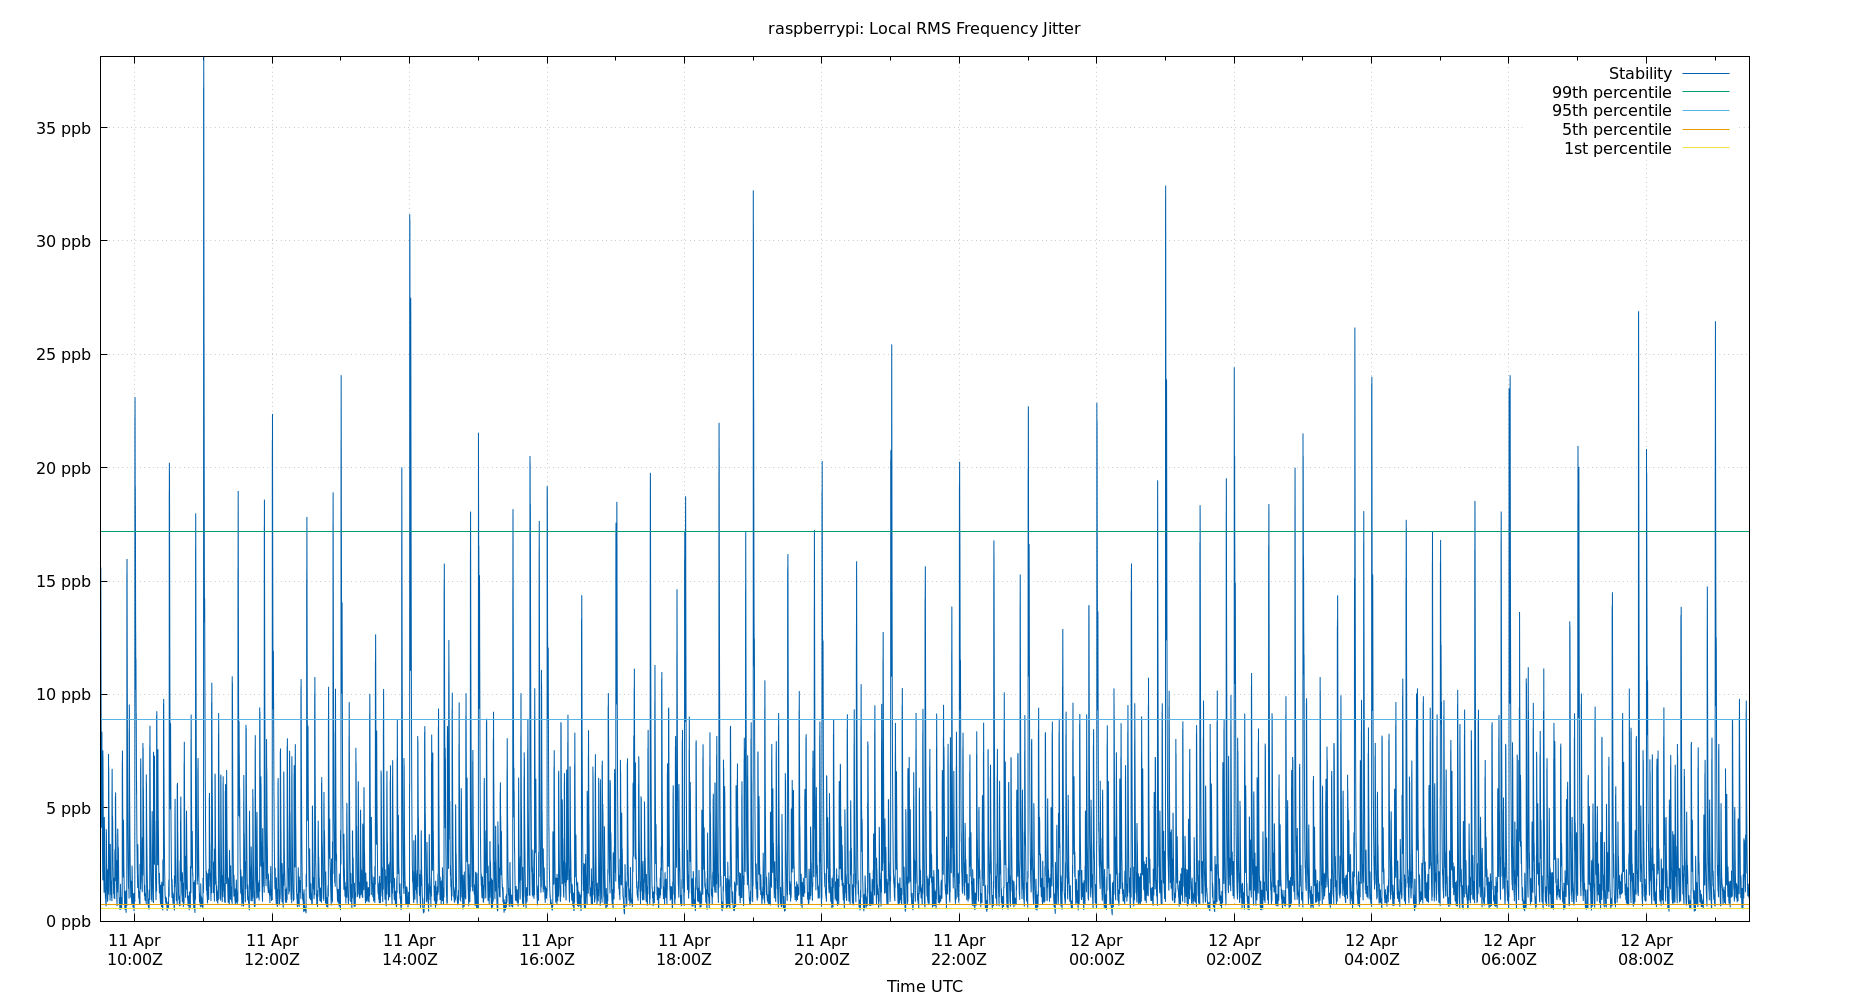 raspberrypi: Local RMS Frequency Jitter
Stability
99th percentile
95th percentile
5th percentile
1st percentile
35 ppb
30 ppb
25 ppb
20 ppb
15 ppb
10 ppb
5 ppb
0 ppb
11 Apr 11 Apr 11 Apr 11 Apr 11 Apr 11 Apr 11 Apr 12 Apr 12 Apr 12 Apr 12 Apr 12 Apr
10:00Z 12:00Z 14:00Z 16:00Z 18:00Z 20:00Z 22:00Z 00:00Z 02:00Z 04:00Z 06:00Z 08:00Z
Time UTC